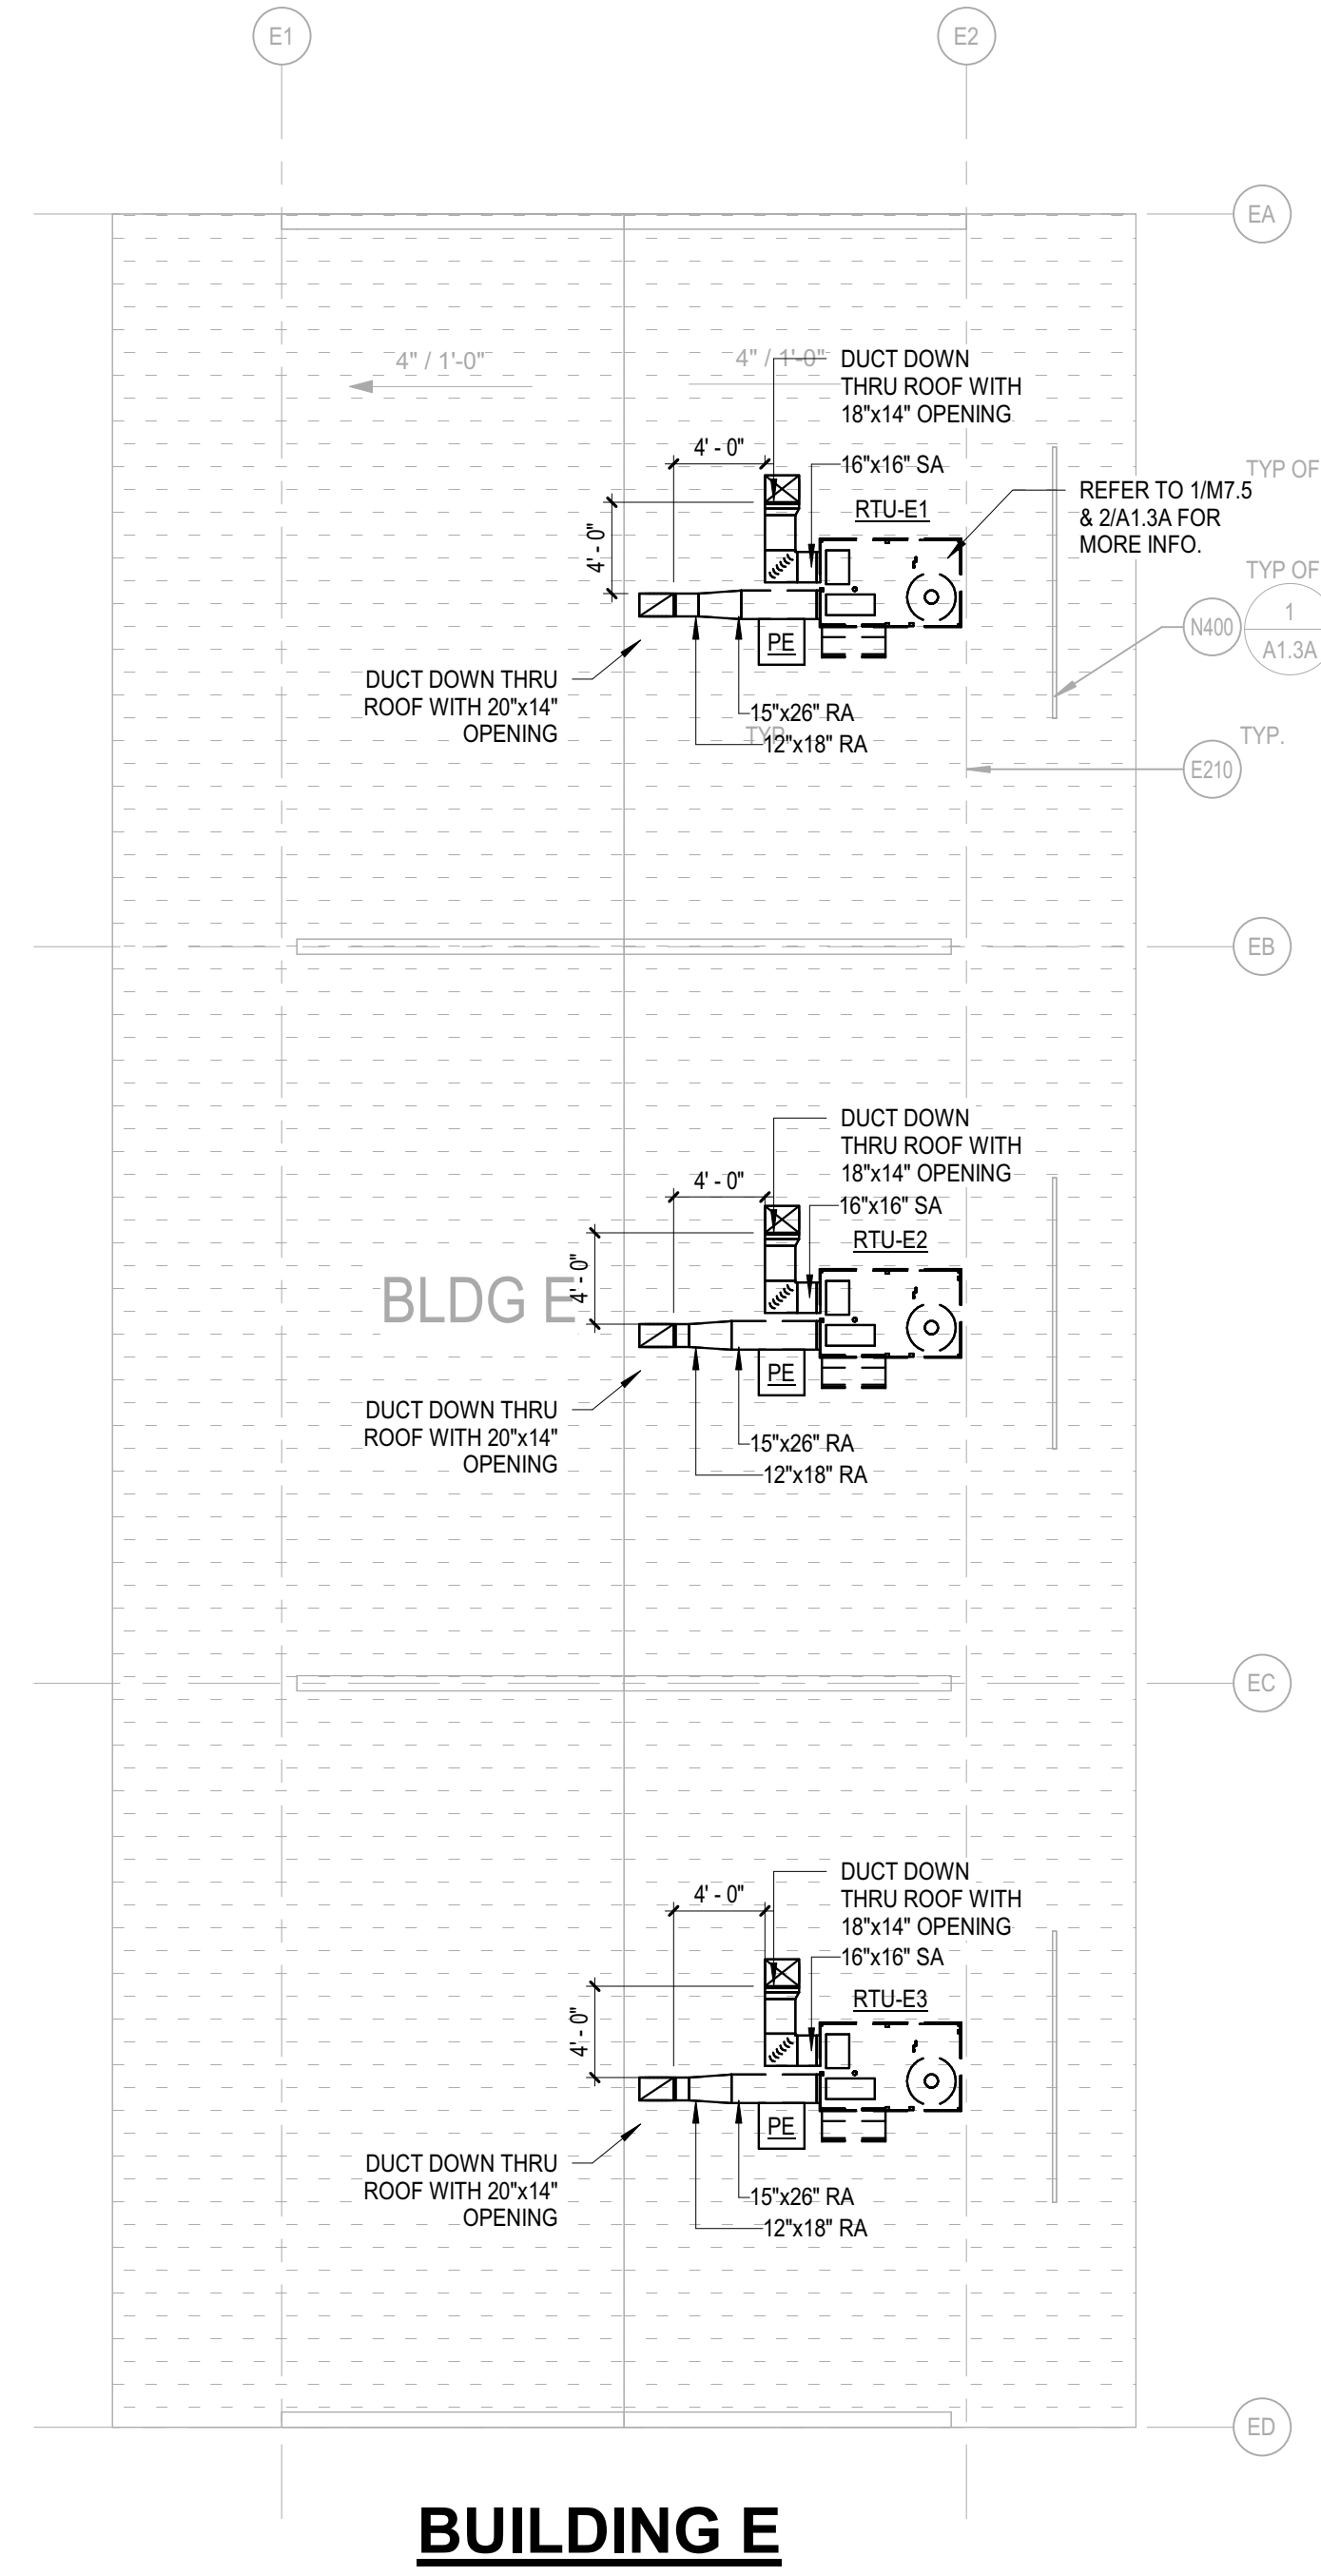 E1
E2
EA
4" / 1'-0"
4" / 1'-0"
DUCT DOWN
THRU ROOF WITH
18"x14" OPENING
4' - 0"
16"x16" SA
TYP OF
REFER TO 1/M7.5
& 2/A1.3A FOR
MORE INFO.
RTU-E1
4' - 0"
TYP OF
N400
1
A1.3A
PE
DUCT DOWN THRU
ROOF WITH 20"x14"
OPENING
15"x26" RA
TYP.
12"x18" RA
TYP.
E210
EB
DUCT DOWN
THRU ROOF WITH
18"x14" OPENING
4' - 0"
16"x16" SA
RTU-E2
4' - 0"
BLDG E
PE
DUCT DOWN THRU
ROOF WITH 20"x14"
OPENING
15"x26" RA
12"x18" RA
EC
DUCT DOWN
THRU ROOF WITH
18"x14" OPENING
4' - 0"
16"x16" SA
RTU-E3
4' - 0"
PE
DUCT DOWN THRU
ROOF WITH 20"x14"
OPENING
15"x26" RA
12"x18" RA
ED
BUILDING E